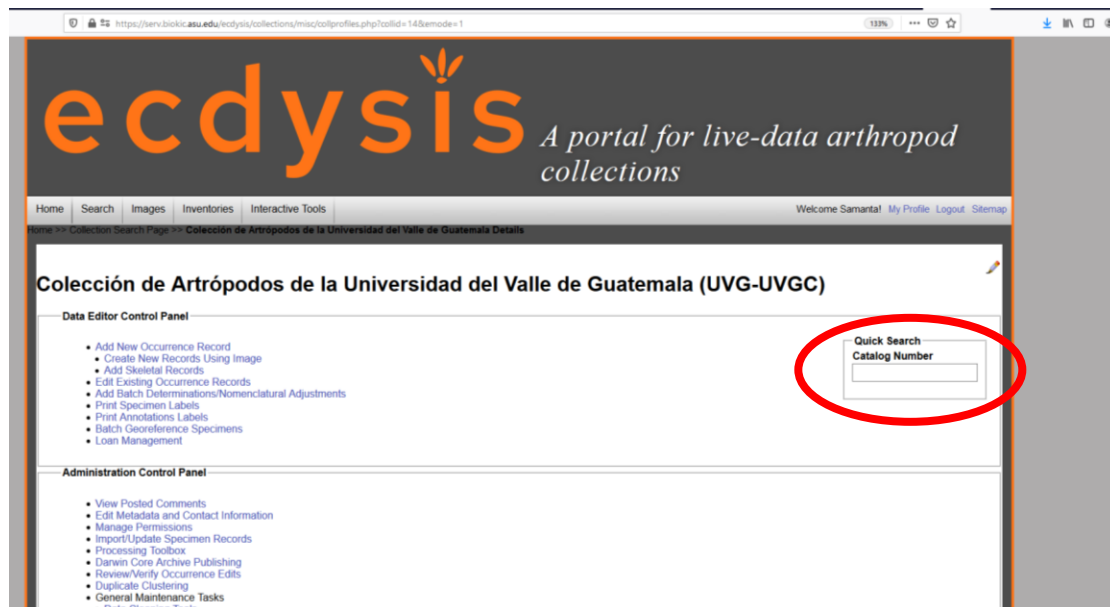 https://serv.biokic.asu.edu/ecdysis/collections/misc/collprofiles.php?collid=14&emode=1
133%
ecdysis
A portal for live-data arthropod
collections
Home Search Images Inventories Interactive Tools
Welcome Samanta! My Profile Logout Sitemap
Home >> Collection Search Page >> Colección de Artrópodos de la Universidad del Valle de Guatemala Details
Colección de Artrópodos de la Universidad del Valle de Guatemala (UVG-UVGC)
Data Editor Control Panel
Add New Occurrence Record
Create New Records Using Image
Add Skeletal Records
Edit Existing Occurrence Records
Add Batch Determinations/Nomenclatural Adjustments
Print Specimen Labels
Print Annotations Labels
Batch Georeference Specimens
Loan Management
Quick Search
Catalog Number
Administration Control Panel
View Posted Comments
Edit Metadata and Contact Information
Manage Permissions
Import/Update Specimen Records
Processing Toolbox
Darwin Core Archive Publishing
Review/Verify Occurrence Edits
Duplicate Clustering
General Maintenance Tasks
Data Cleaning Tools